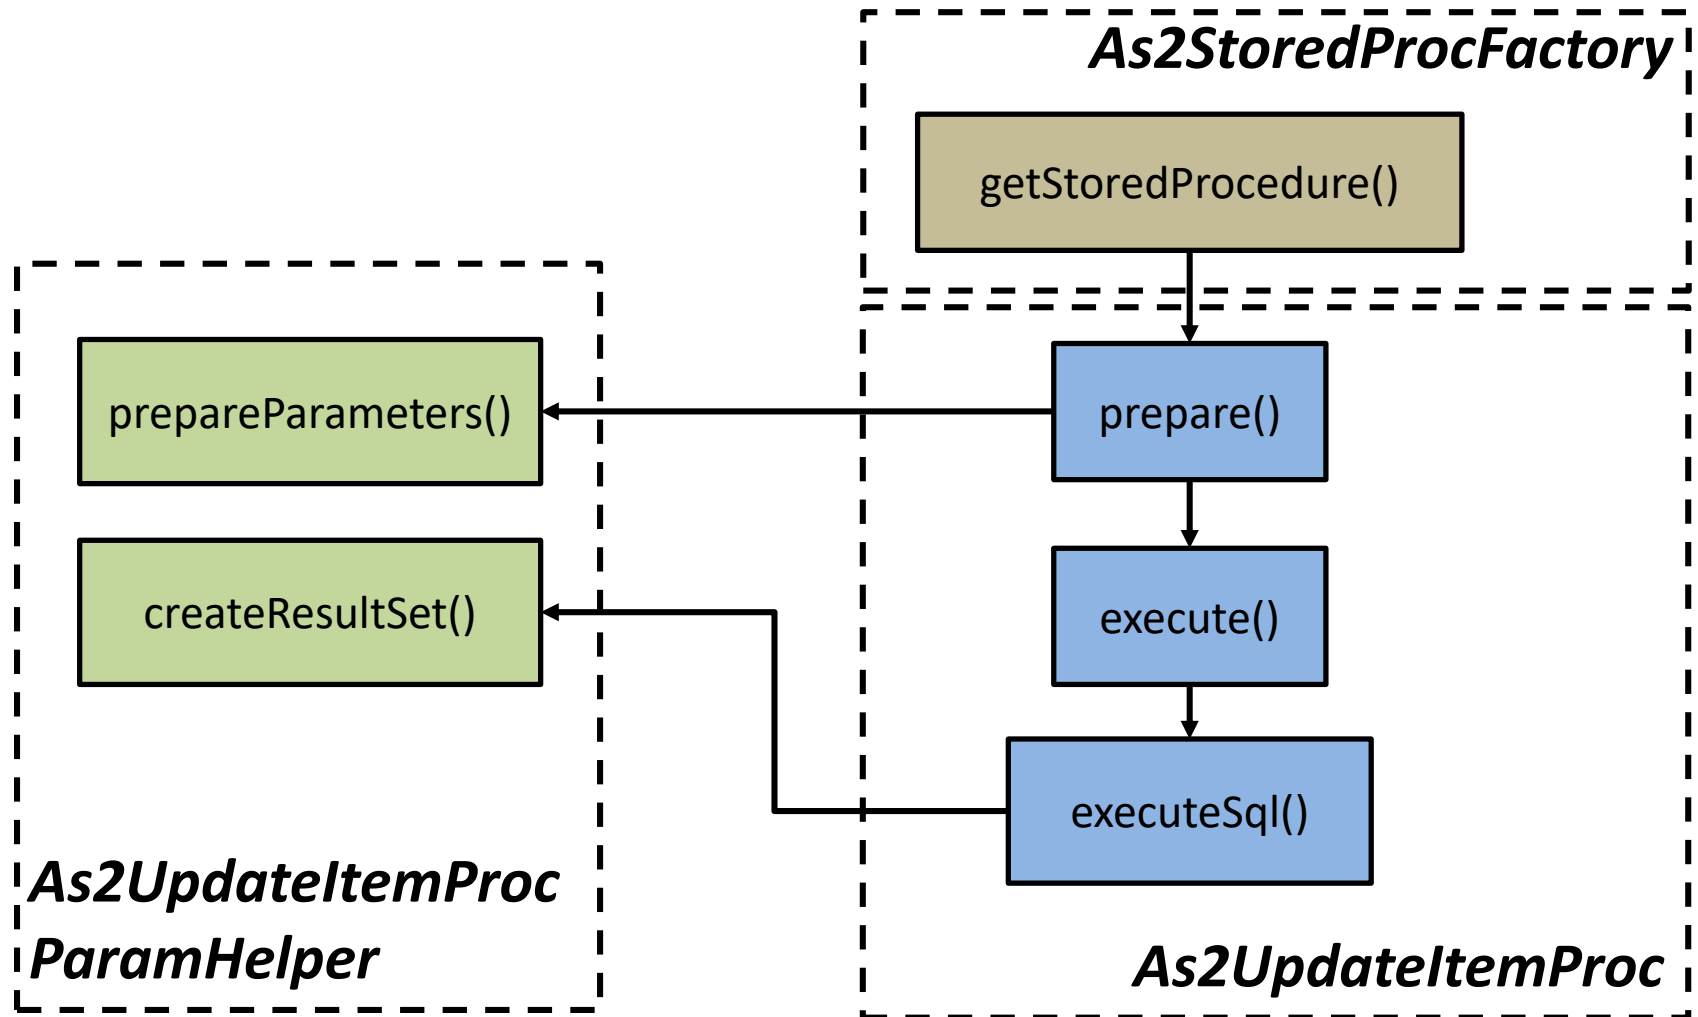 As2StoredProcFactory
getStoredProcedure()
prepareParameters()
prepare()
createResultSet()
execute()
executeSql()
As2UpdateItemProc
ParamHelper
As2UpdateItemProc